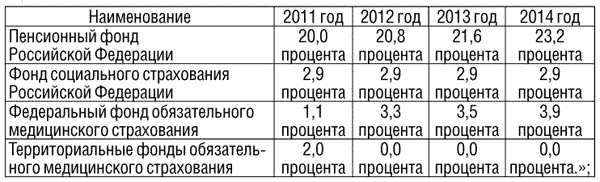 Наименование 2011 год 2012 год 2013 год 2014 год
Пенсионный фонд 20,0 20,8 21,6 23,2
Российской Федерации процента процента процента процента
Фонд социального страхования 2,9 2,9 2,9 2,9
Российской Федерации процента процента процента процента
Федеральный фонд обязательного 1,1 3,3 3,5 3,9
медицинского страхования процента процента процента процента
Территориальные фонды обязатель- 2,0 0,0 0,0 0,0
ного медицинского страхования процента процента процента процента.»;